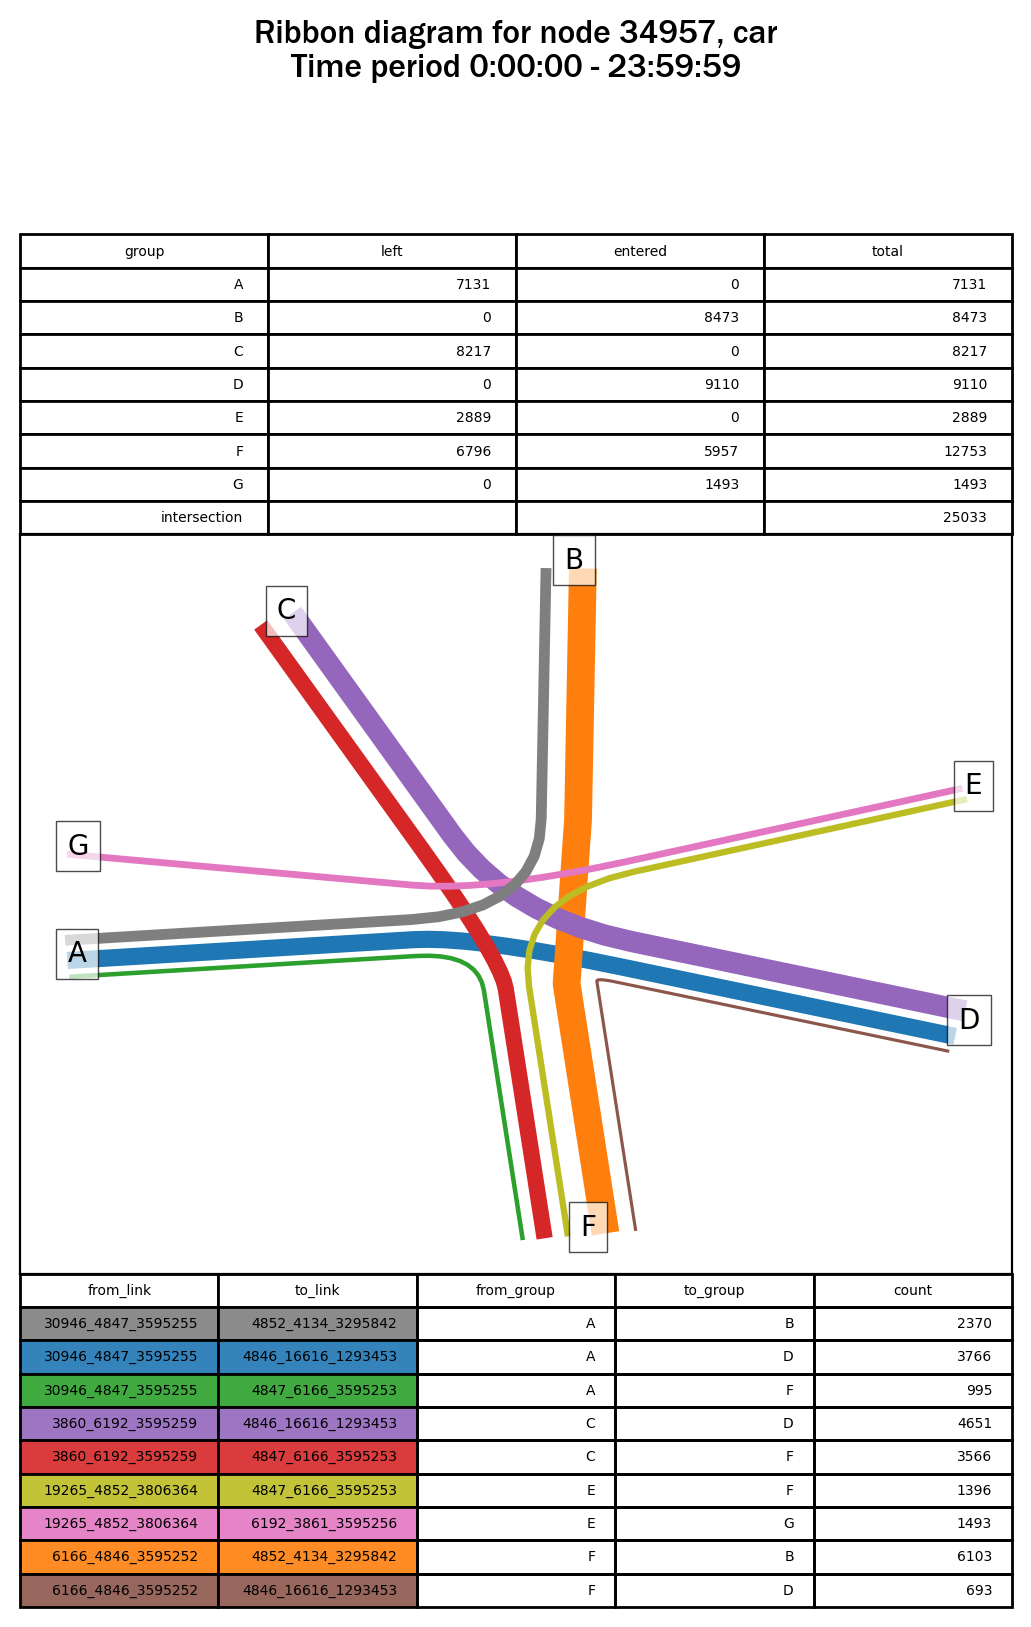 Ribbon diagram for node 34957, car
Time period 0:00:00 - 23:59:59
group left entered total
A 7131 0 7131
B 0 8473 8473
C 8217 0 8217
D 0 9110 9110
E 2889 0 2889
F 6796 5957 12753
G 0 1493 1493
intersection 25033
B
C
E
G
A
D
F
from_link to_link from_group to_group count
30946_4847_3595255 4852_4134_3295842 A B 2370
30946_4847_3595255 4846_16616_1293453 A D 3766
30946_4847_3595255 4847_6166_3595253 A F 995
3860_6192_3595259 4846_16616_1293453 C D 4651
3860_6192_3595259 4847_6166_3595253 C F 3566
19265_4852_3806364 4847_6166_3595253 E F 1396
19265_4852_3806364 6192_3861_3595256 E G 1493
6166_4846_3595252 4852_4134_3295842 F B 6103
6166_4846_3595252 4846_16616_1293453 F D 693